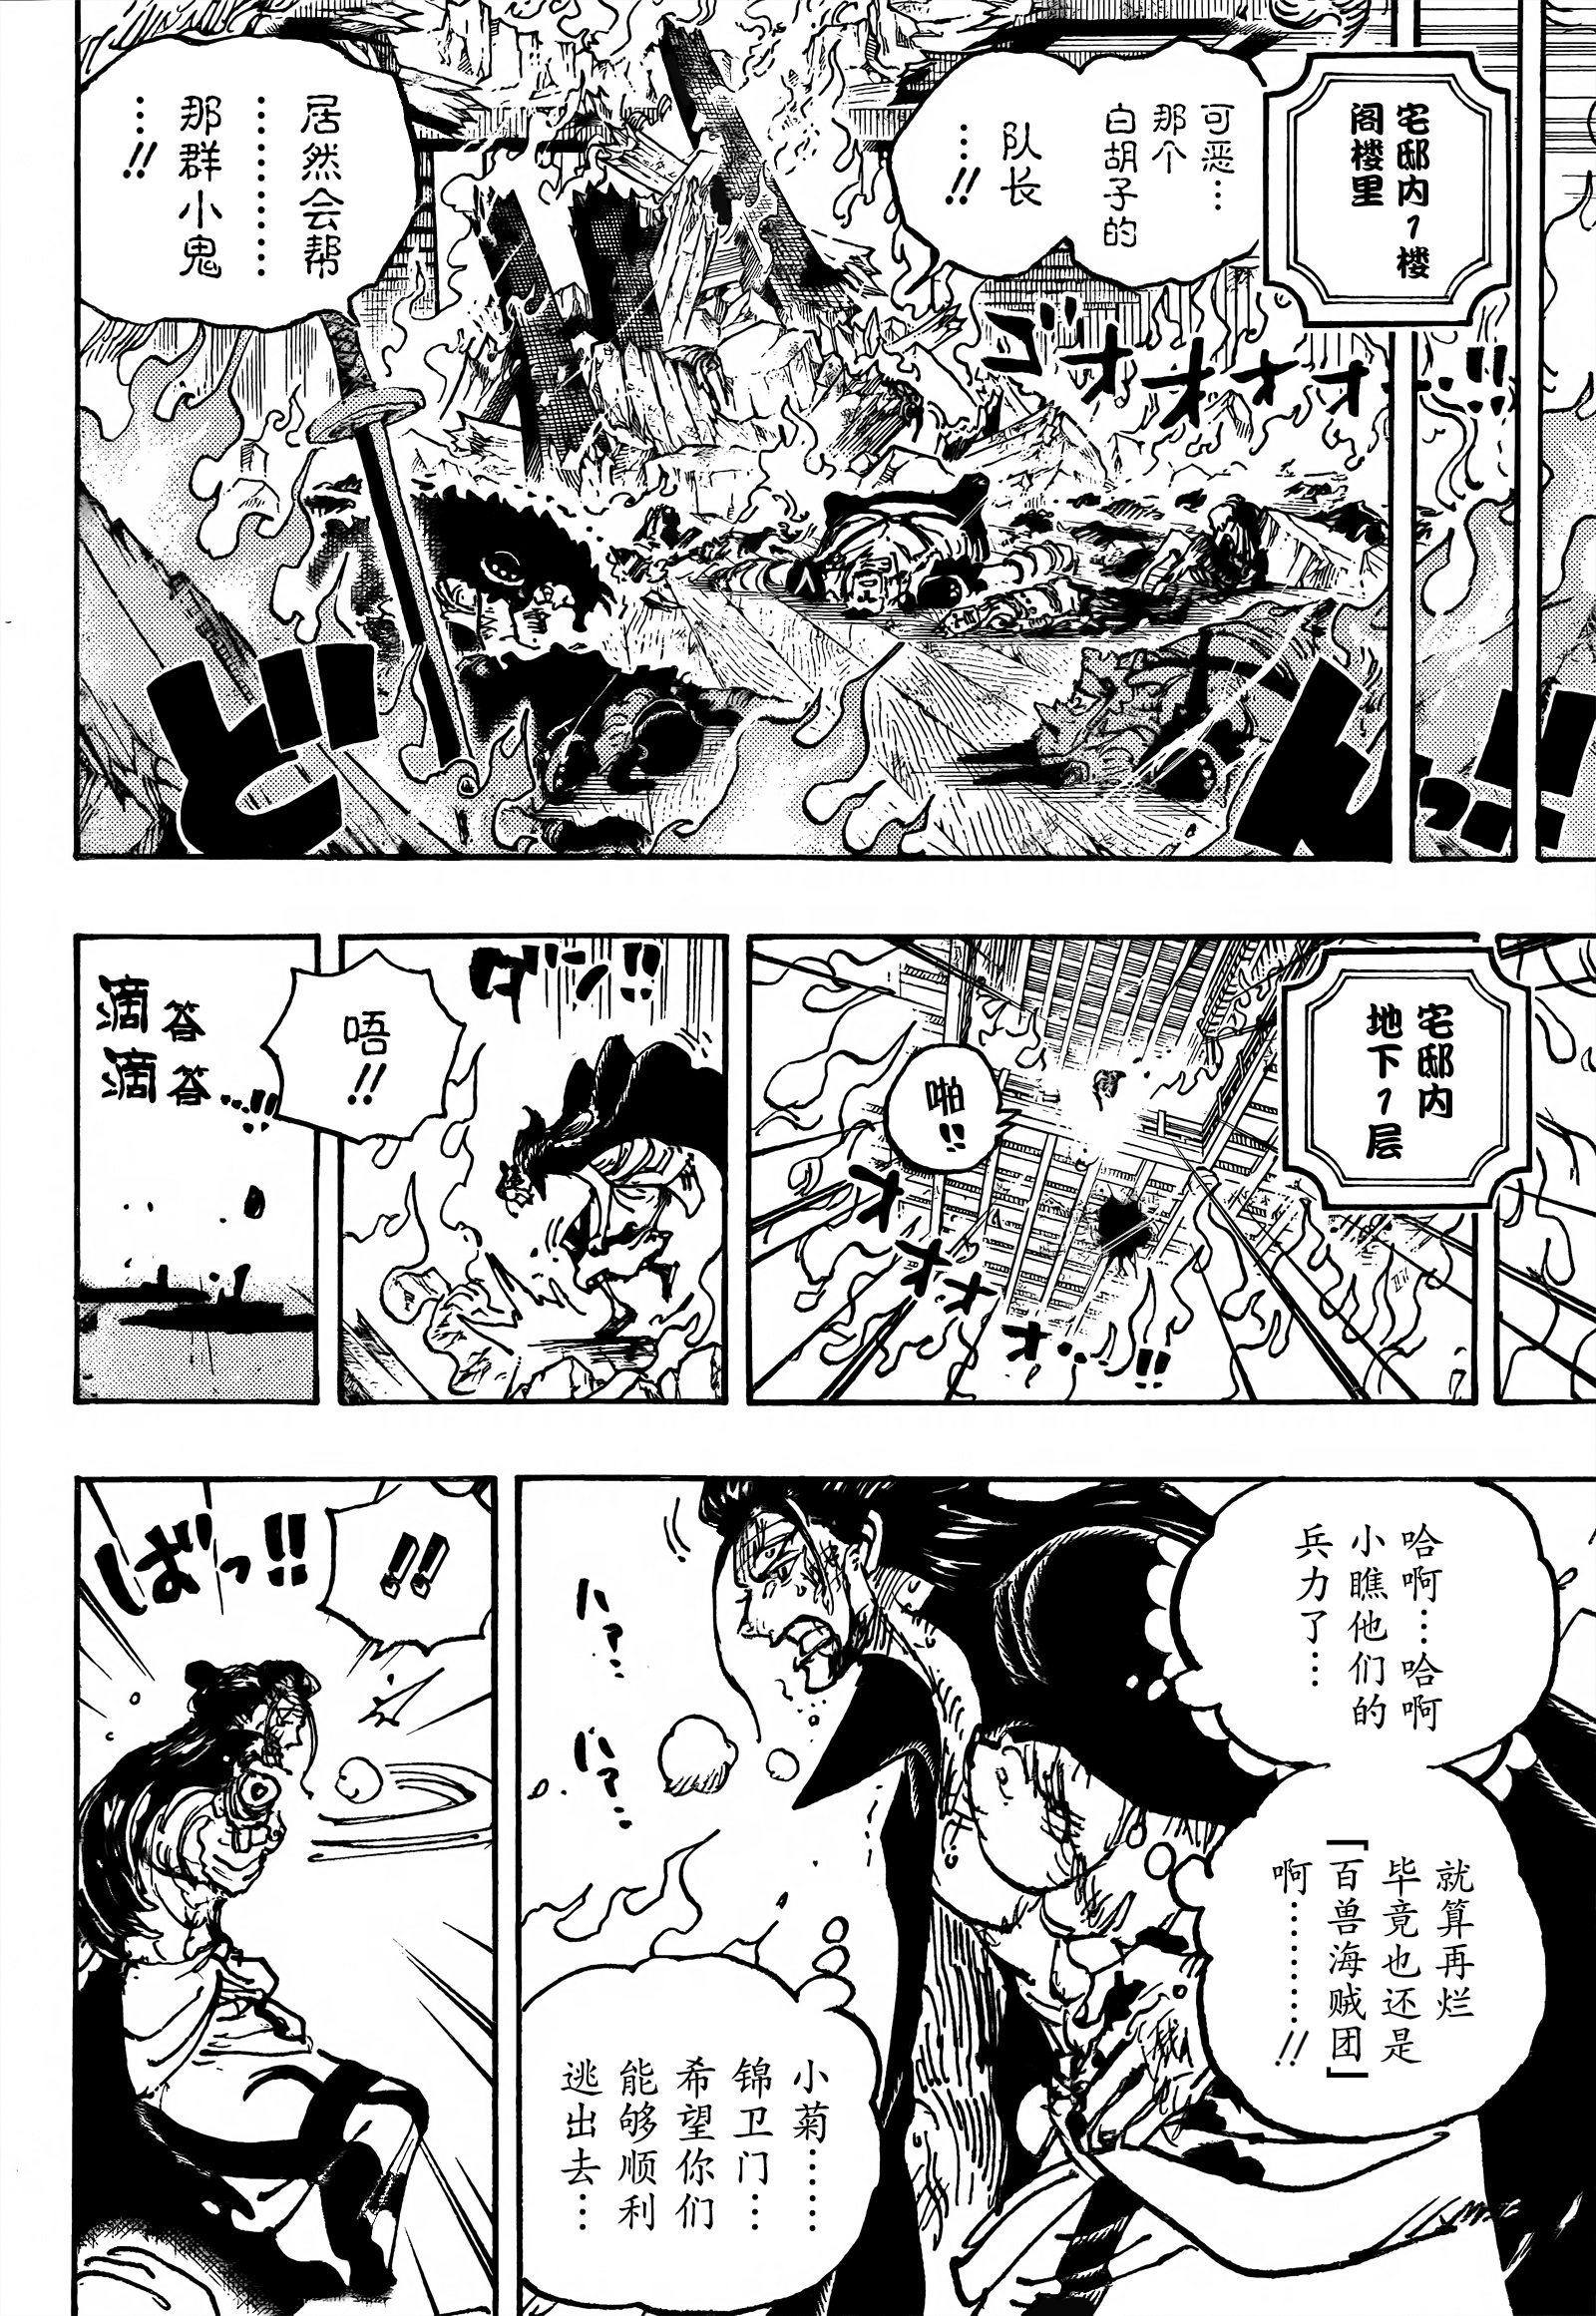 宅邸内1楼
阁楼里
可恶…
那个
白胡子的
队长
…!!
居然会帮
………
那群小鬼
…!!
ゴオオオオオオ…!!
どーんっ!!
宅邸内
地下1层
啪!!
オオオオオ…!!
ダーン!!
唔!!
滴答
滴答…!!
哈啊…哈啊
小瞧他们的
兵力了…
就算再烂
毕竟也还是
『百兽海贼团』
啊………!!
ハァ…
ハァ…
小菊……
锦卫门…
希望你们
能够顺利
逃出去…
!!
ばっ!!